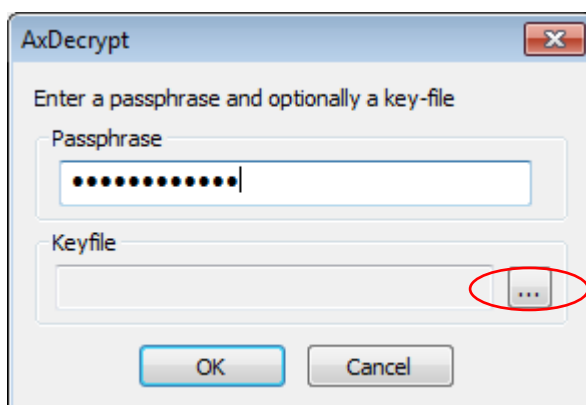 AxDecrypt
Enter a passphrase and optionally a key-file
Passphrase
••••••••••••
Keyfile
...
OK
Cancel